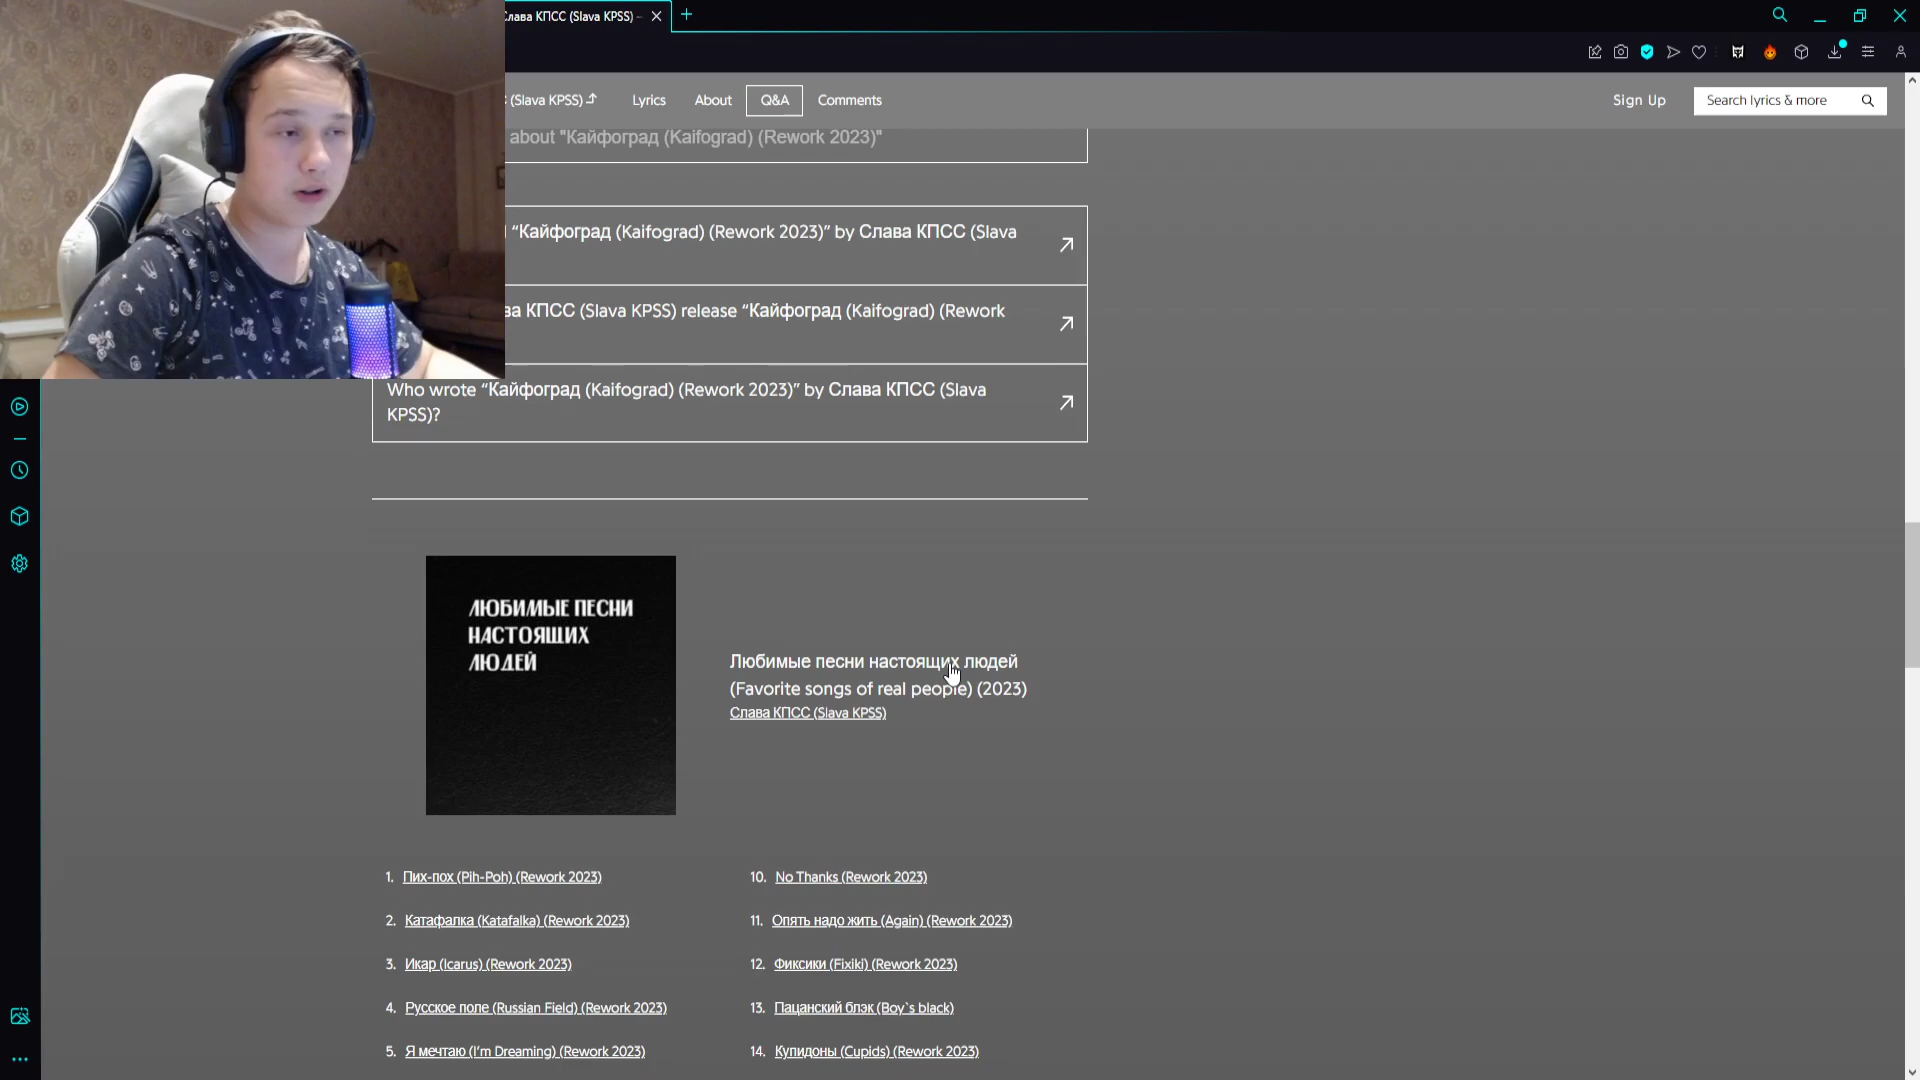 Слава КПСС (Slava KPSS) –
(Slava KPSS)
Lyrics
About
Q&A
Comments
Sign Up
Search lyrics & more
about "Кайфоград (Kaifograd) (Rework 2023)"
“Кайфоград (Kaifograd) (Rework 2023)” by Слава КПСС (Slava
ва КПСС (Slava KPSS) release “Кайфоград (Kaifograd) (Rework
Who wrote “Кайфоград (Kaifograd) (Rework 2023)” by Слава КПСС (Slava
KPSS)?
ЛЮБИМЫЕ ПЕСНИ
НАСТОЯЩИХ
ЛЮДЕЙ
Любимые песни настоящих людей
(Favorite songs of real people) (2023)
Слава КПСС (Slava KPSS)
1. Пих-пох (Pih-Poh) (Rework 2023)
2. Катафалка (Katafalka) (Rework 2023)
3. Икар (Icarus) (Rework 2023)
4. Русское поле (Russian Field) (Rework 2023)
5. Я мечтаю (I'm Dreaming) (Rework 2023)
10. No Thanks (Rework 2023)
11. Опять надо жить (Again) (Rework 2023)
12. Фиксики (Fixiki) (Rework 2023)
13. Пацанский блэк (Boy`s black)
14. Купидоны (Cupids) (Rework 2023)